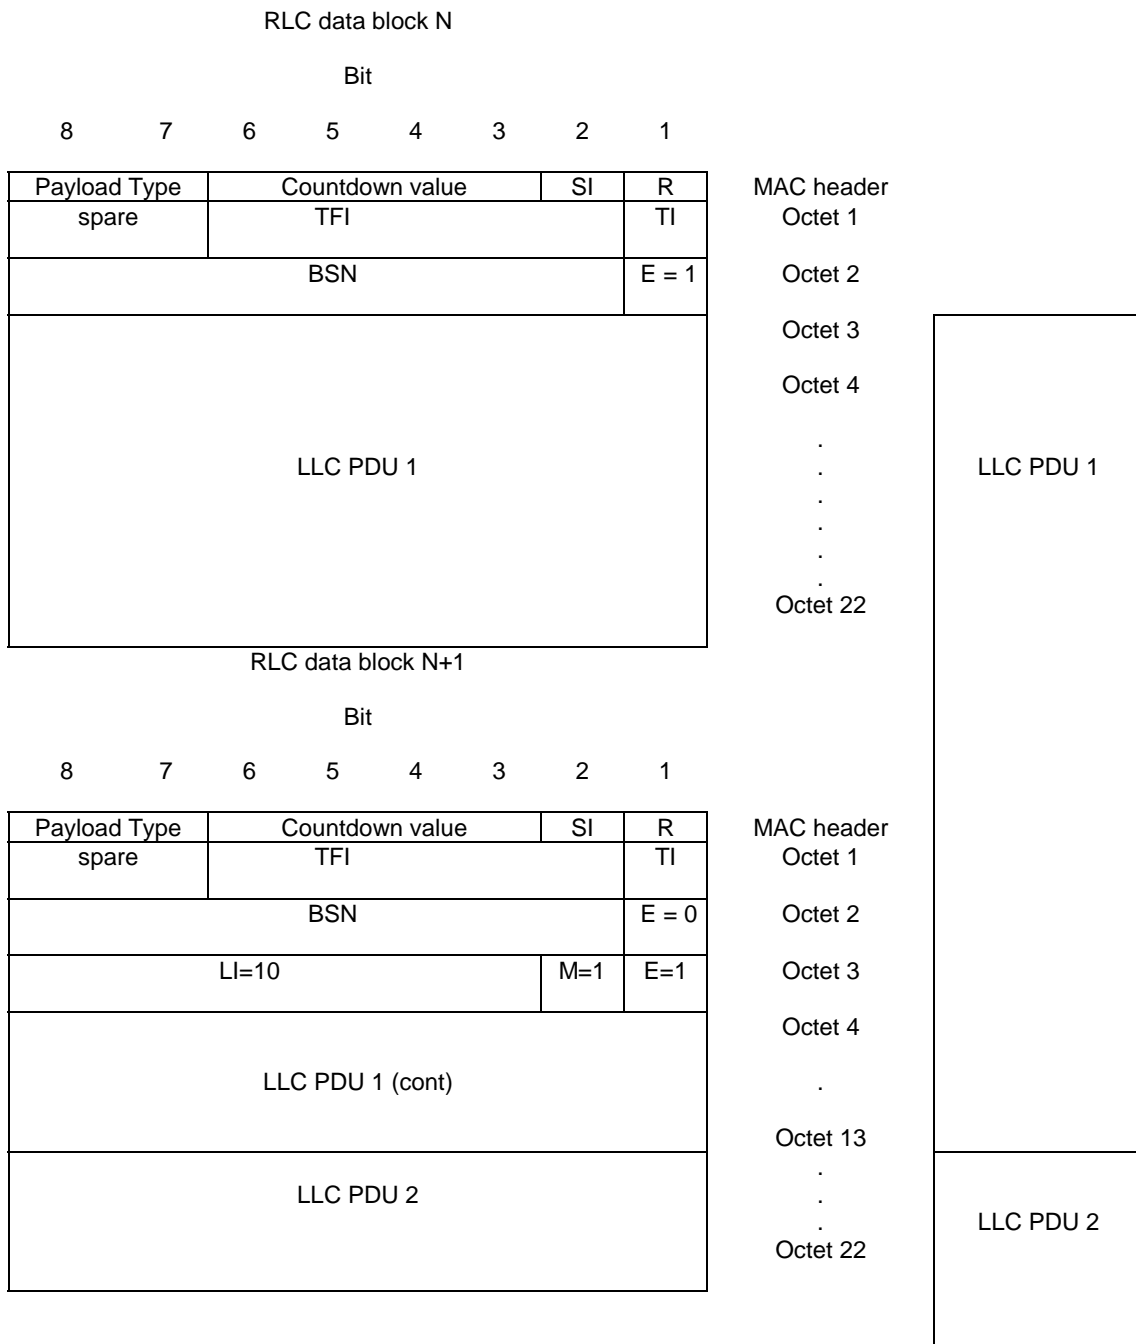 RLC data block N
Bit
8 7 6 5 4 3 2 1
Payload Type Countdown value SI R MAC header
spare TFI TI Octet 1
BSN E = 1 Octet 2
Octet 3
Octet 4
.
LLC PDU 1 . LLC PDU 1
.
.
.
.
Octet 22
RLC data block N+1
Bit
8 7 6 5 4 3 2 1
Payload Type Countdown value SI R MAC header
spare TFI TI Octet 1
BSN E = 0 Octet 2
LI=10 M=1 E=1 Octet 3
Octet 4
LLC PDU 1 (cont) .
Octet 13
.
LLC PDU 2 .
. LLC PDU 2
Octet 22